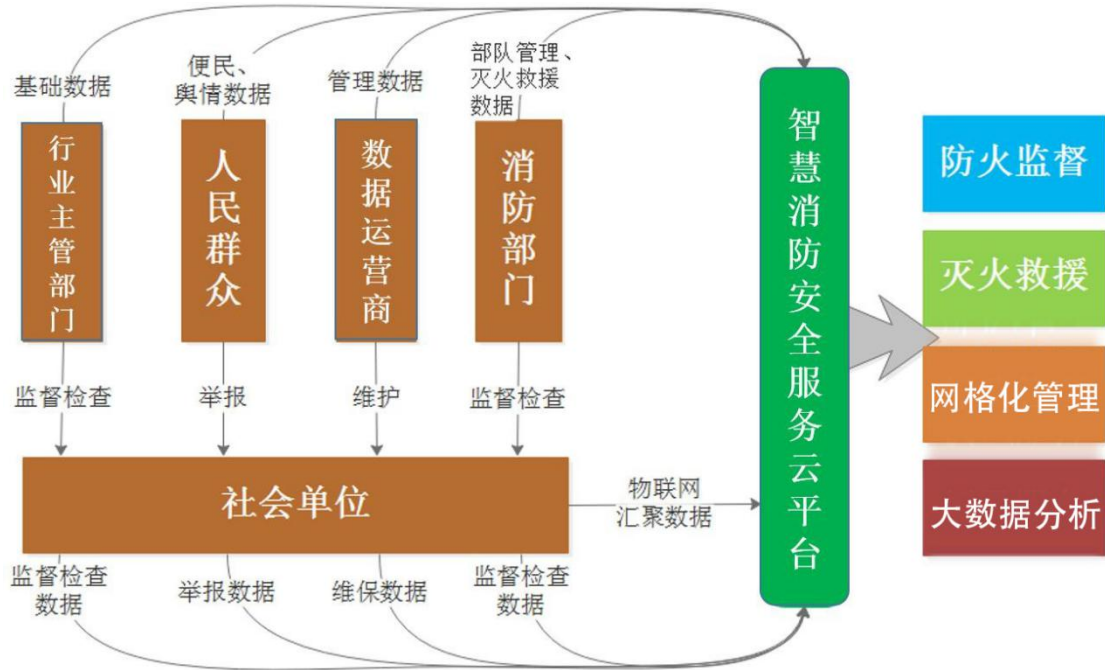 基础数据
便民、
舆情数据
管理数据
部队管理、
灭火救援
数据
行业主管部门
人民群众
数据运营商
消防部门
监督检查
举报
维护
监督检查
社会单位
物联网
汇聚数据
监督检查
数据
举报数据
维保数据
监督检查
数据
智慧消防安全服务云平台
防火监督
灭火救援
网格化管理
大数据分析